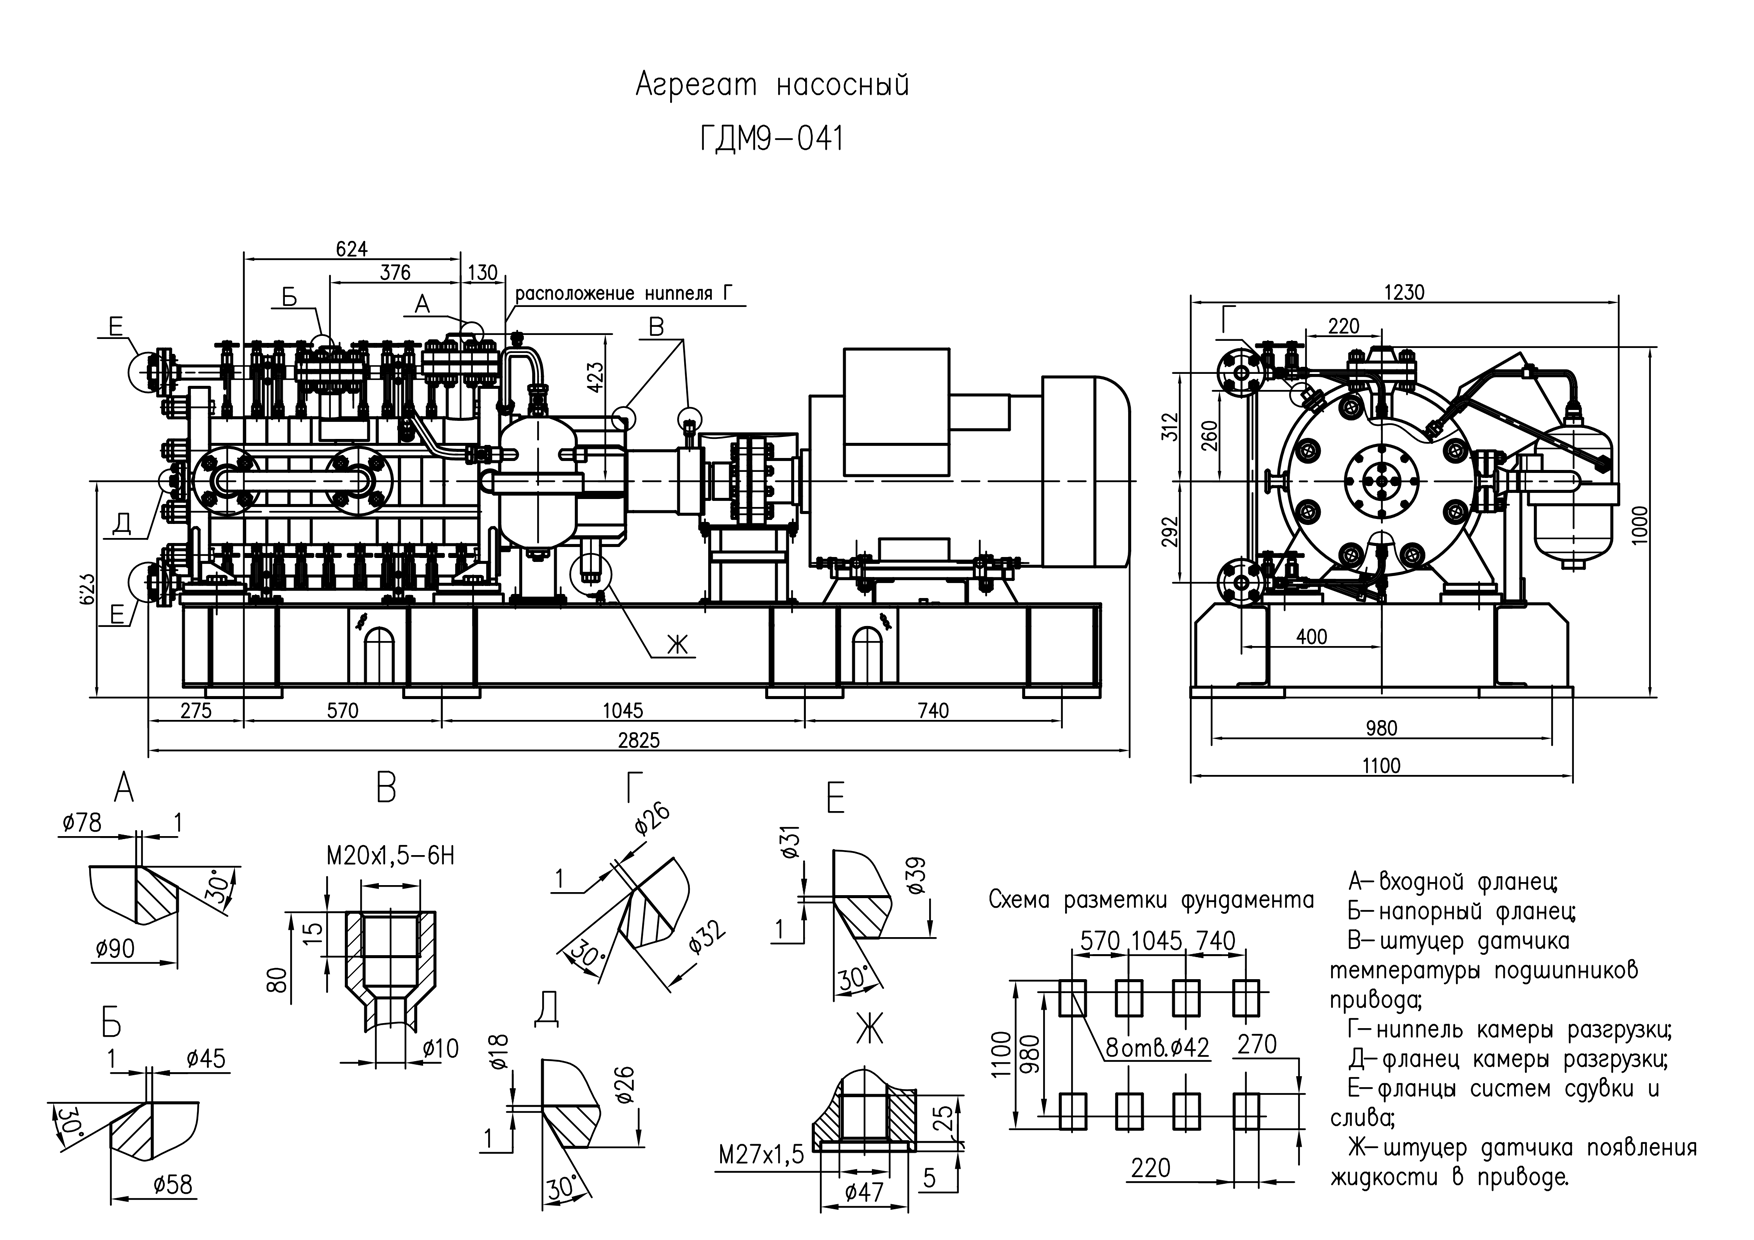 Агрегат насосный
ГДМ9-041
624
376
130
расположение ниппеля Г
Б
А
В
Е
423
Д
623
Е
Ж
275
570
1045
740
2825
1230
Г
220
312
260
292
1000
400
980
1100
А
ø78
1
30°
ø90
Б
1
ø45
30°
ø58
В
М20х1,5-6Н
15
80
ø10
Г
ø26
1
30°
ø32
Д
ø18
1
ø26
30°
Е
ø31
1
ø39
30°
Ж
25
М27х1,5
5
ø47
Схема разметки фундамента
570
1045
740
1100
980
8отв.ø42
270
220
А-входной фланец;
Б-напорный фланец;
В-штуцер датчика
температуры подшипников
привода;
Г-ниппель камеры разгрузки;
Д-фланец камеры разгрузки;
Е-фланцы систем сдувки и
слива;
Ж-штуцер датчика появления
жидкости в приводе.